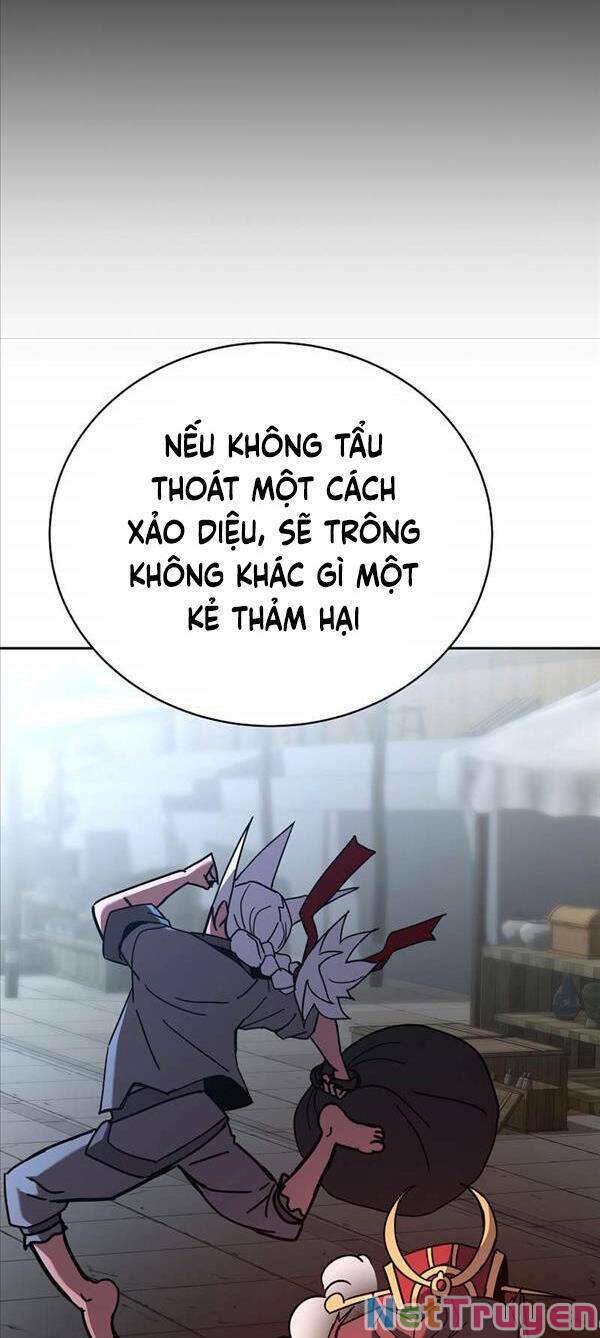 NẾU KHÔNG TẨU
THOÁT MỘT CÁCH
XẢO DIỆU, SẼ TRÔNG
KHÔNG KHÁC GÌ MỘT
KẺ THẢM HẠI
NetTruyen